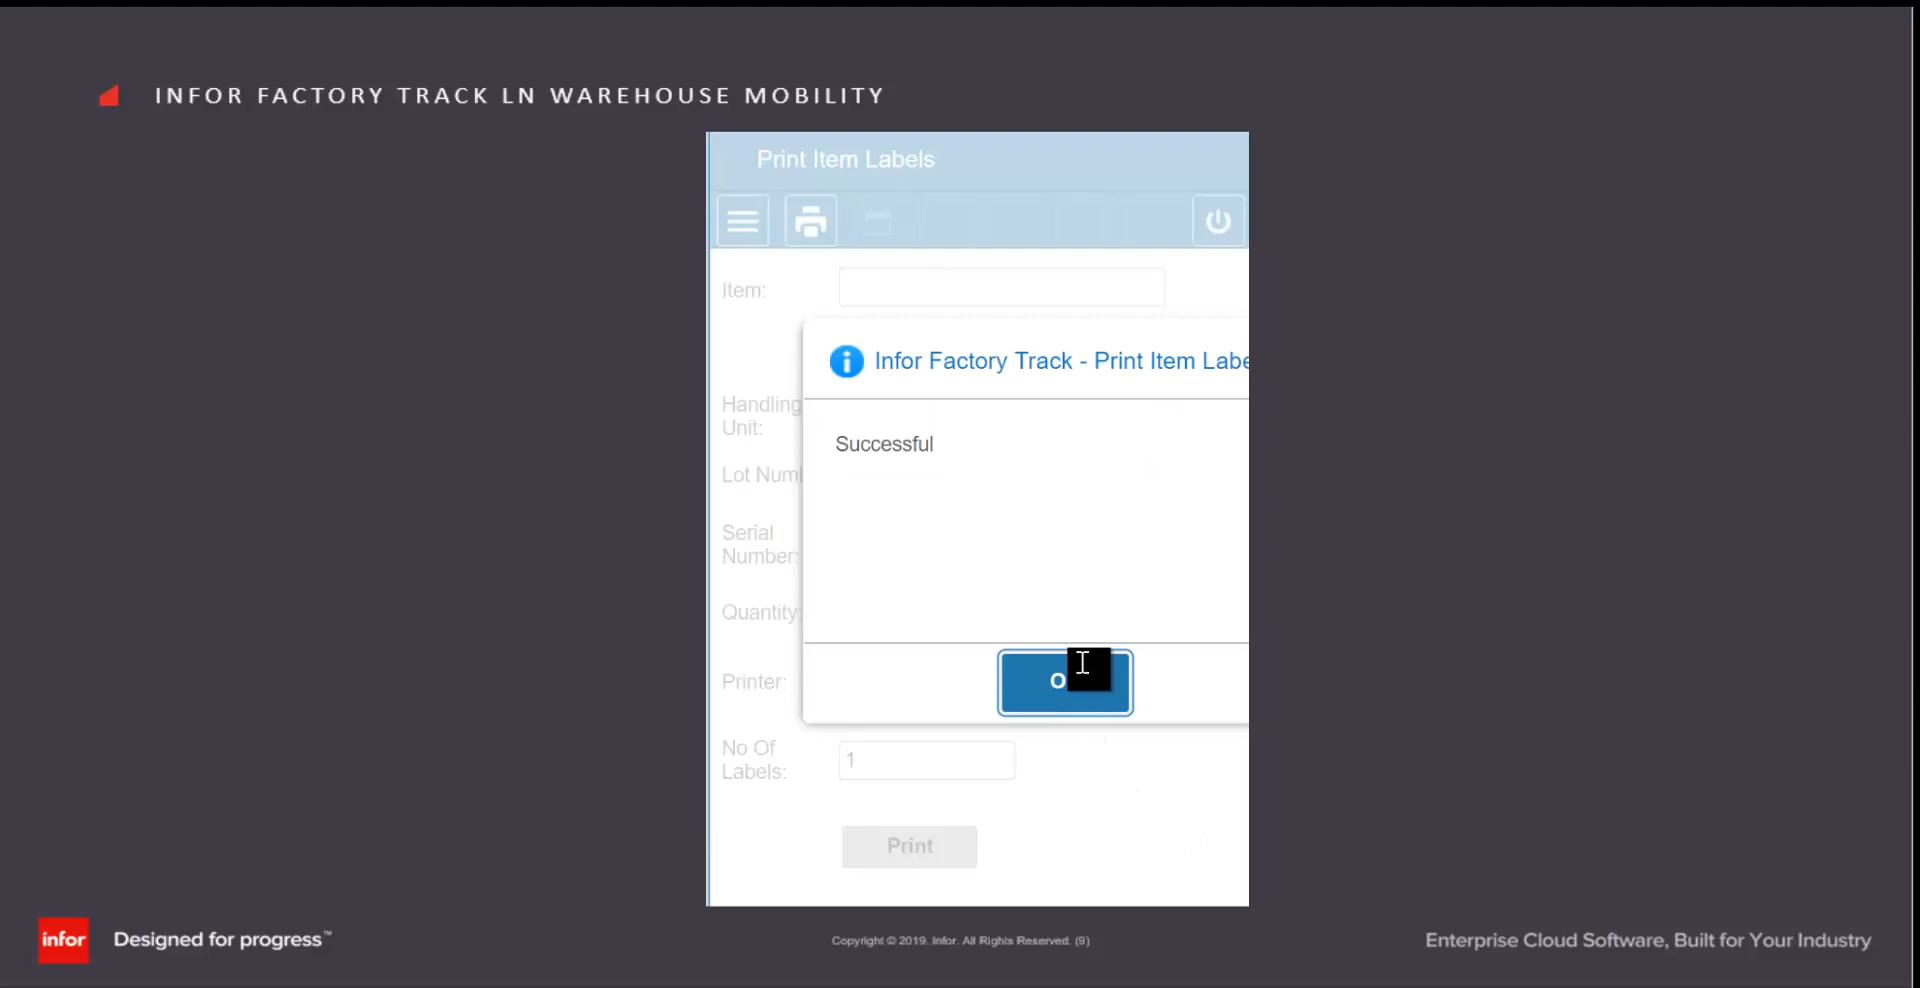 INFOR FACTORY TRACK LN WAREHOUSE MOBILITY
Print Item Labels
Item:
Infor Factory Track - Print Item Labe
Handling
Unit:
Successful
Lot Num
Serial
Number:
Quantity:
Printer:
O
No Of
Labels:
1
Print
infor
Designed for progress™
Copyright © 2019. Infor. All Rights Reserved. (9)
Enterprise Cloud Software, Built for Your Industry